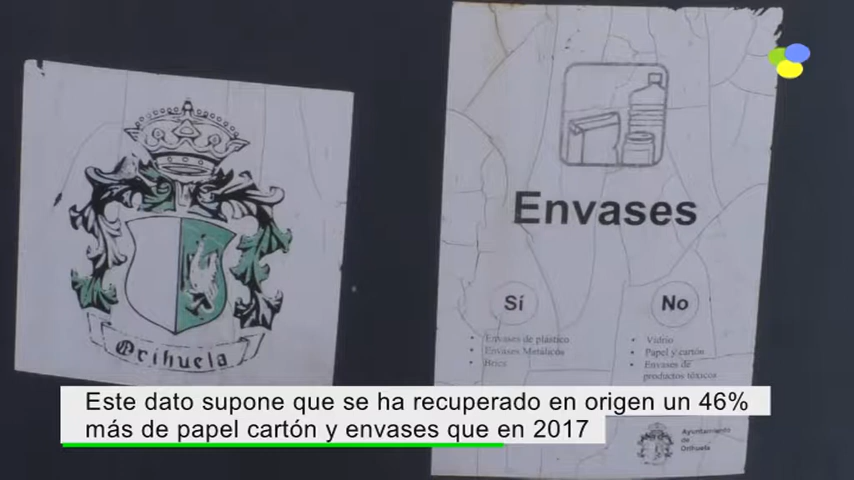 Orihuela
Envases
Sí
No
• Envases de plástico
• Envases Metálicos
• Brics
• Vidrio
• Papel y cartón
• Envases de
productos tóxicos
Este dato supone que se ha recuperado en origen un 46%
más de papel cartón y envases que en 2017
Ayuntamiento
de
Orihuela